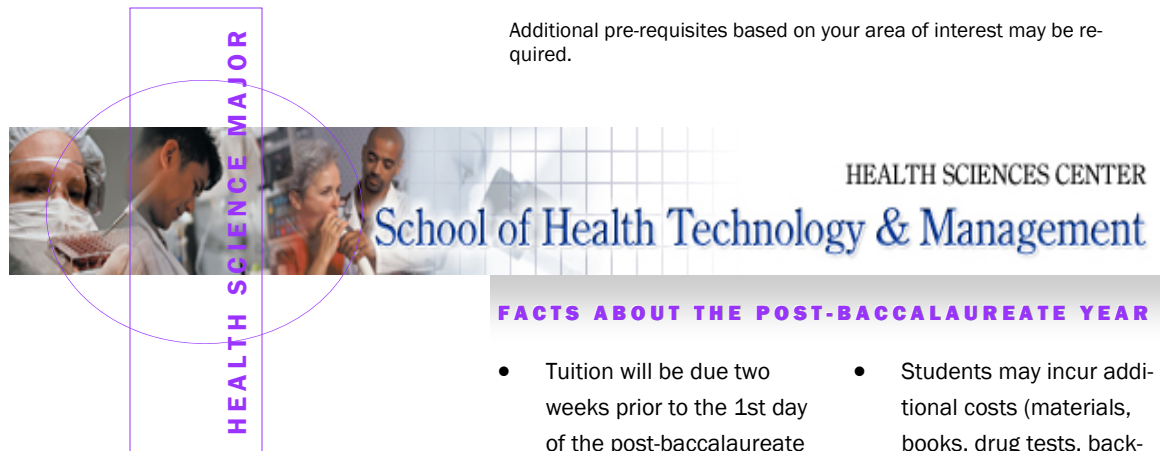 Additional pre-requisites based on your area of interest may be re-
quired.
HEALTH SCIENCE MAJOR
HEALTH SCIENCES CENTER
School of Health Technology & Management
FACTS ABOUT THE POST-BACCALAUREATE YEAR
• Tuition will be due two
weeks prior to the 1st day
of the post-baccalaureate
• Students may incur addi-
tional costs (materials,
books, drug tests, back-